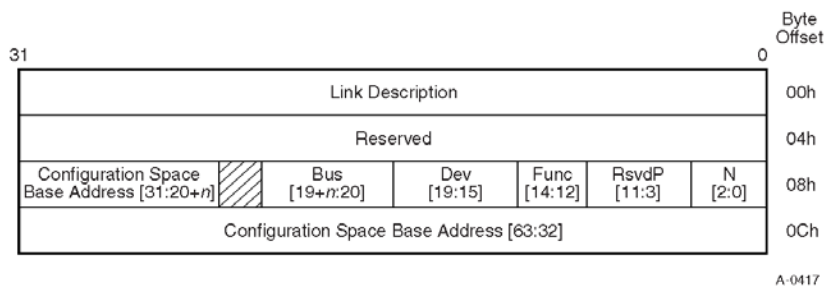 Byte
Offset
31 0
Link Description 00h
Reserved 04h
Configuration Space
Base Address [31:20+n]
Bus
[19+n:20]
Dev
[19:15]
Func
[14:12]
RsvdP
[11:3]
N
[2:0]
08h
Configuration Space Base Address [63:32] 0Ch
A-0417